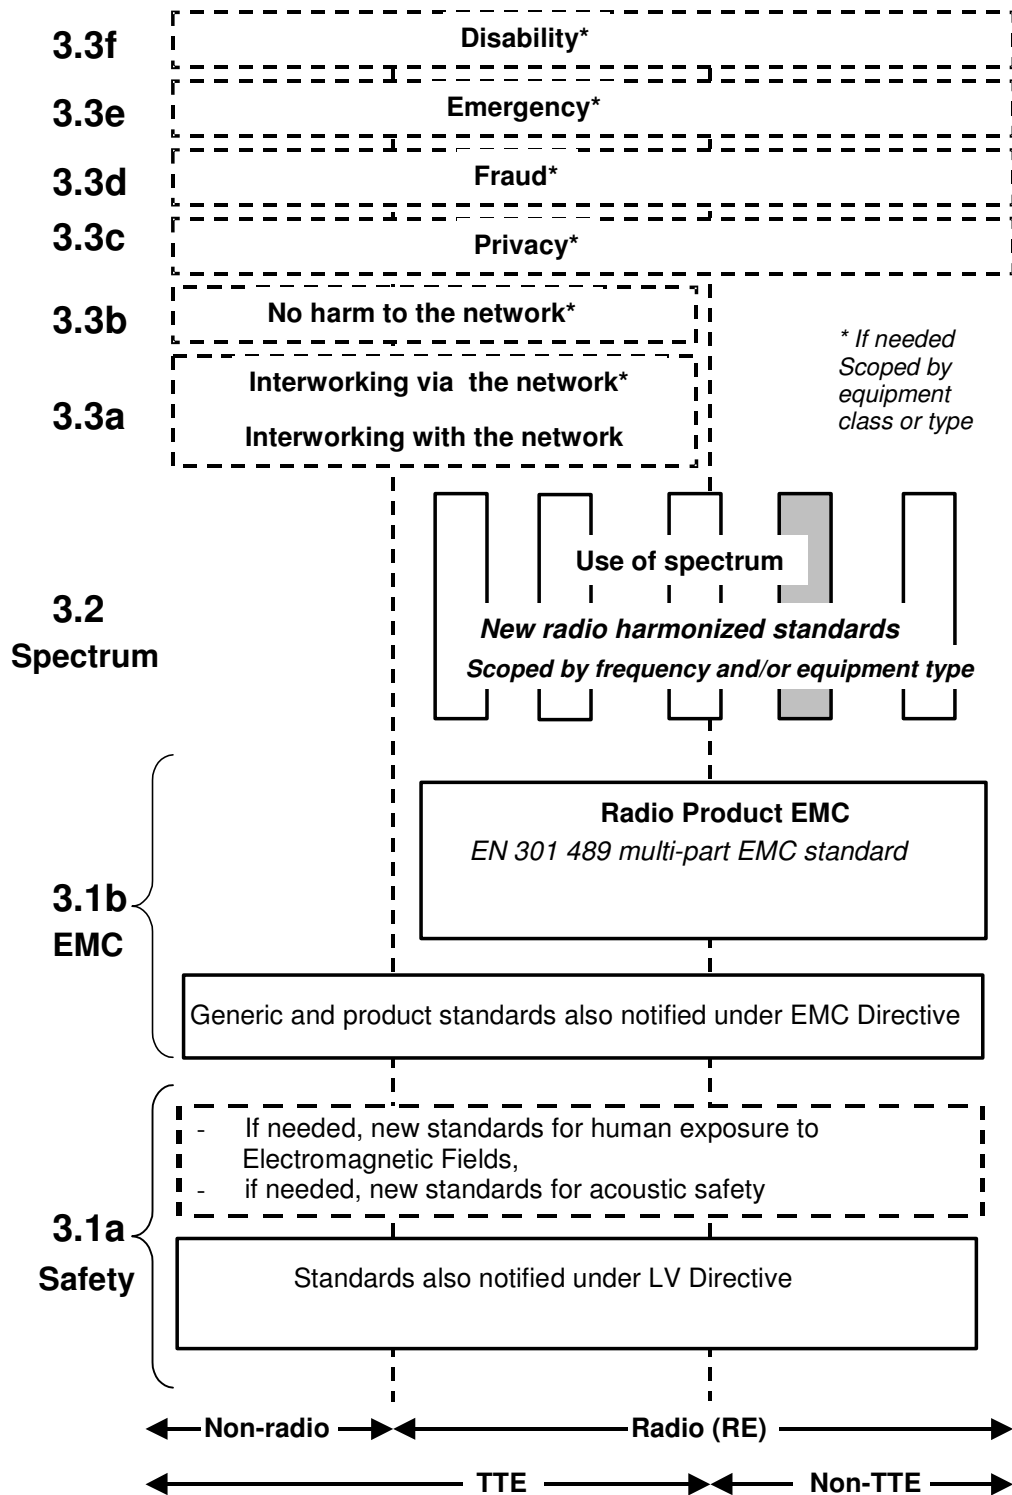 3.3f
Disability*
3.3e
Emergency*
3.3d
Fraud*
3.3c
Privacy*
3.3b
No harm to the network*
* If needed
Scoped by
equipment
class or type
3.3a
Interworking via the network*
Interworking with the network
3.2
Spectrum
Use of spectrum
New radio harmonized standards
Scoped by frequency and/or equipment type
3.1b
EMC
Radio Product EMC
EN 301 489 multi-part EMC standard
Generic and product standards also notified under EMC Directive
3.1a
Safety
- If needed, new standards for human exposure to
Electromagnetic Fields,
- if needed, new standards for acoustic safety
Standards also notified under LV Directive
Non-radio
Radio (RE)
TTE
Non-TTE